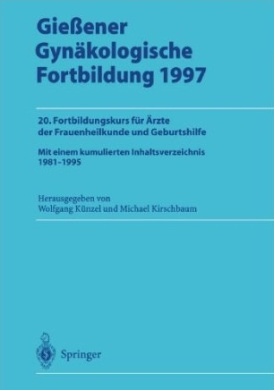 Gießener
Gynäkologische
Fortbildung 1997
20. Fortbildungskurs für Ärzte
der Frauenheilkunde und Geburtshilfe
Mit einem kumulierten Inhaltsverzeichnis
1981–1995
Herausgegeben von
Wolfgang Künzel und Michael Kirschbaum
Springer